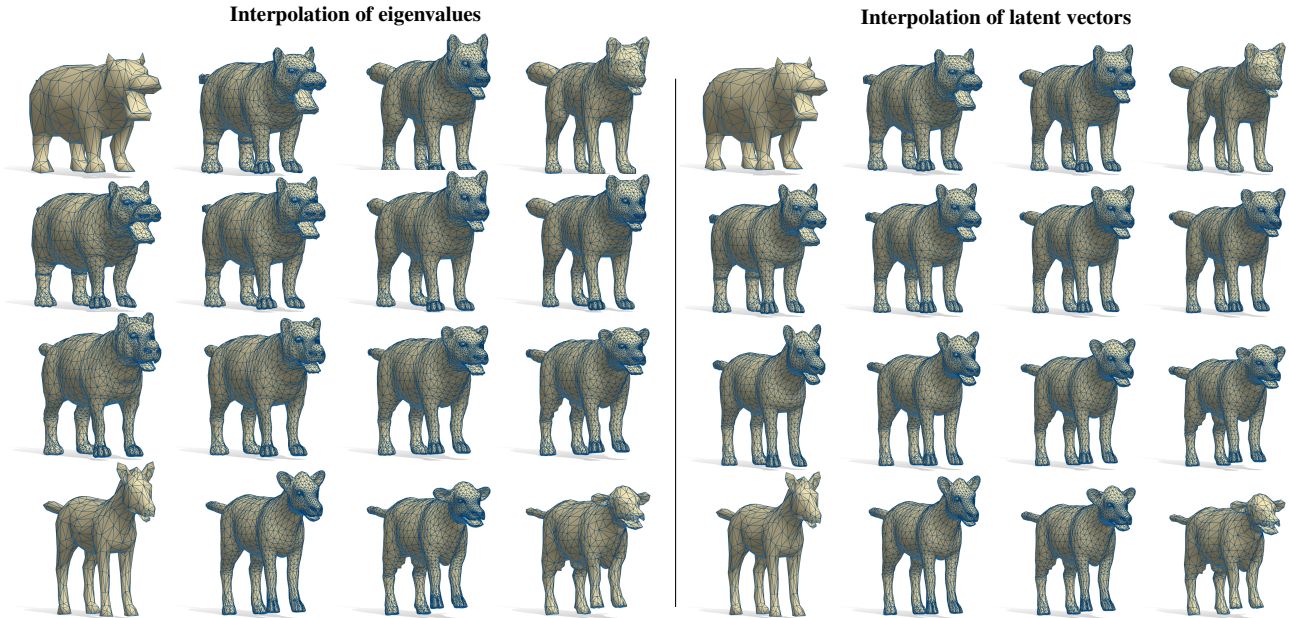 Interpolation of eigenvalues
Interpolation of latent vectors